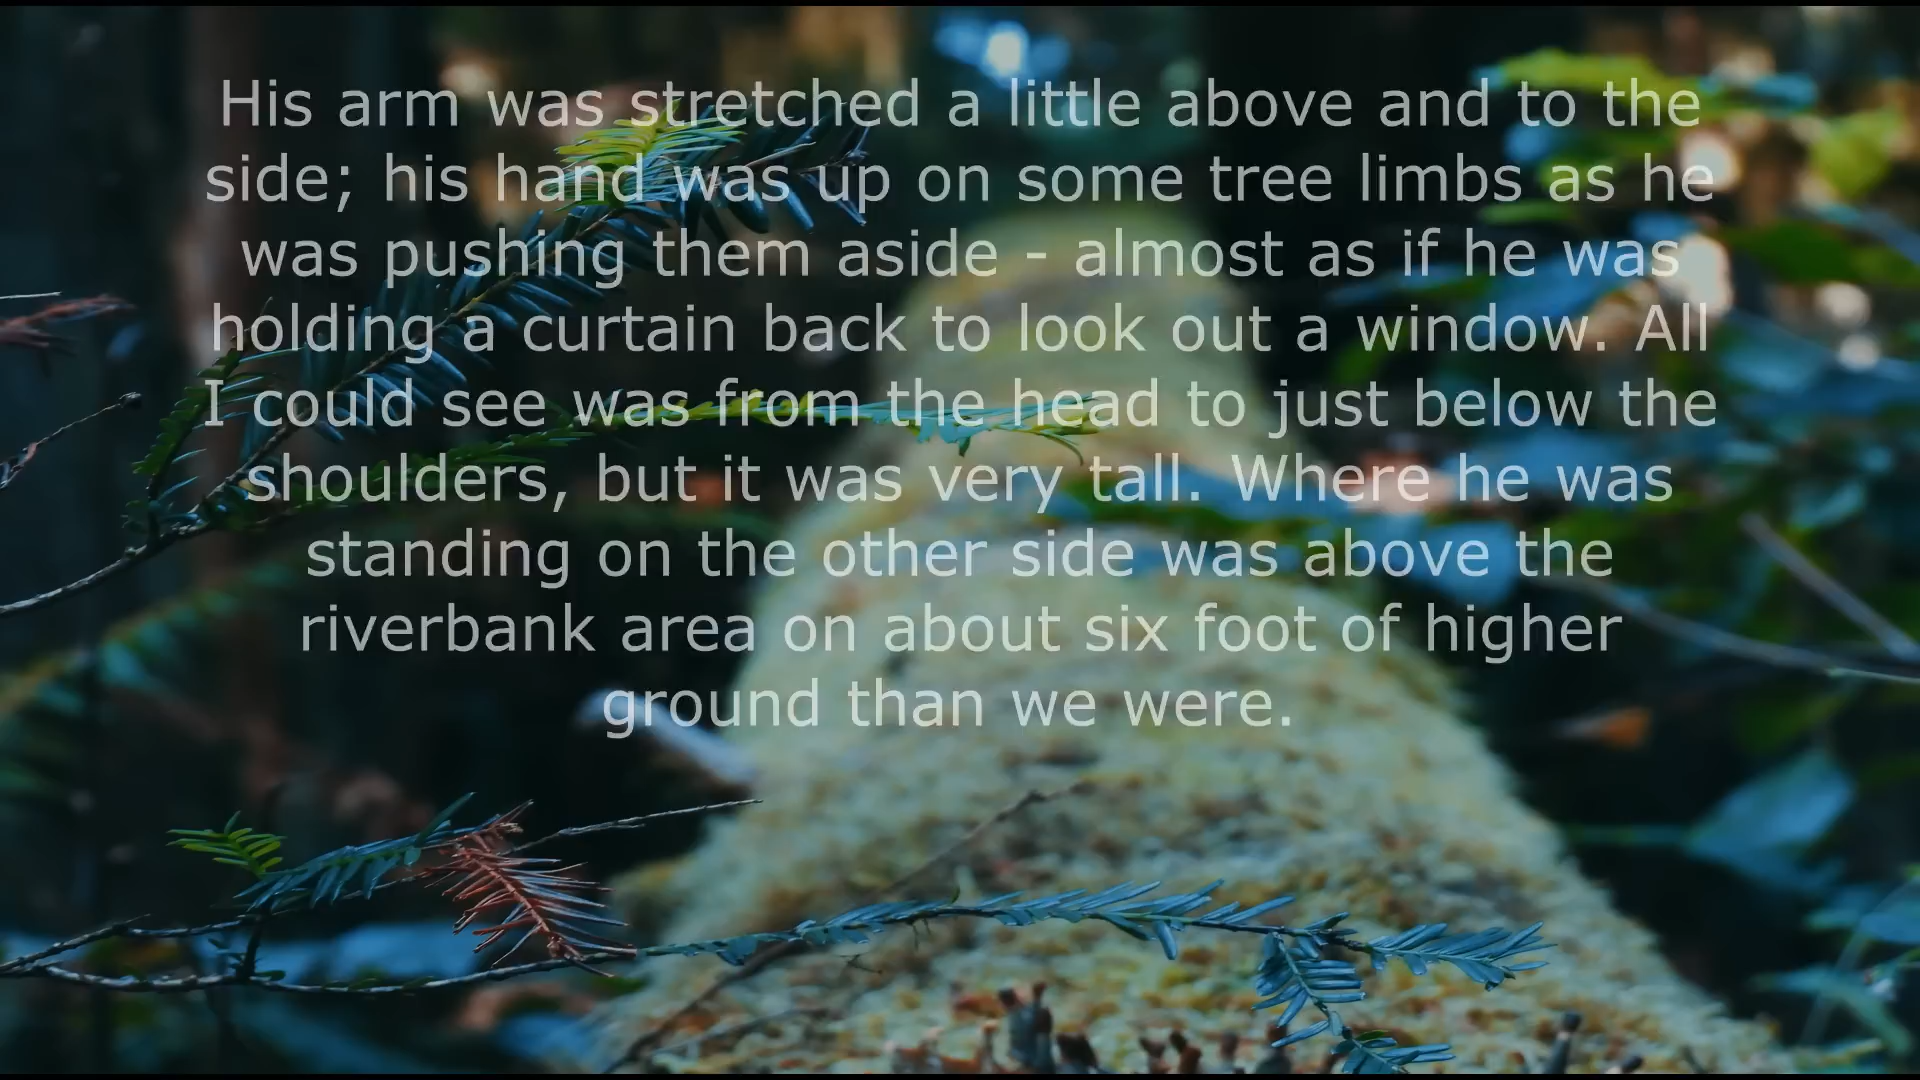 His arm was stretched a little above and to the
side; his hand was up on some tree limbs as he
was pushing them aside - almost as if he was
holding a curtain back to look out a window. All
I could see was from the head to just below the
shoulders, but it was very tall. Where he was
standing on the other side was above the
riverbank area on about six foot of higher
ground than we were.